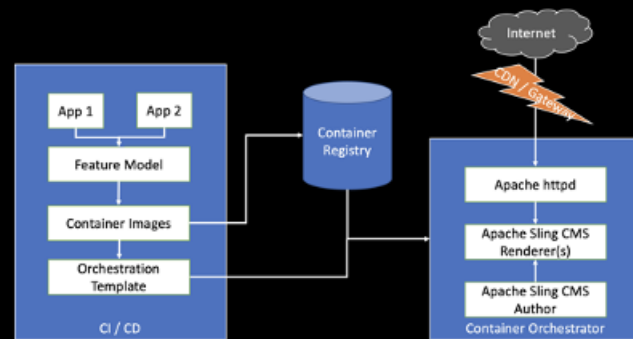 Internet
CDN / Gateway
App 1
App 2
Feature Model
Container Images
Orchestration
Template
CI / CD
Container
Registry
Apache httpd
Apache Sling CMS
Renderer(s)
Apache Sling CMS
Author
Container Orchestrator